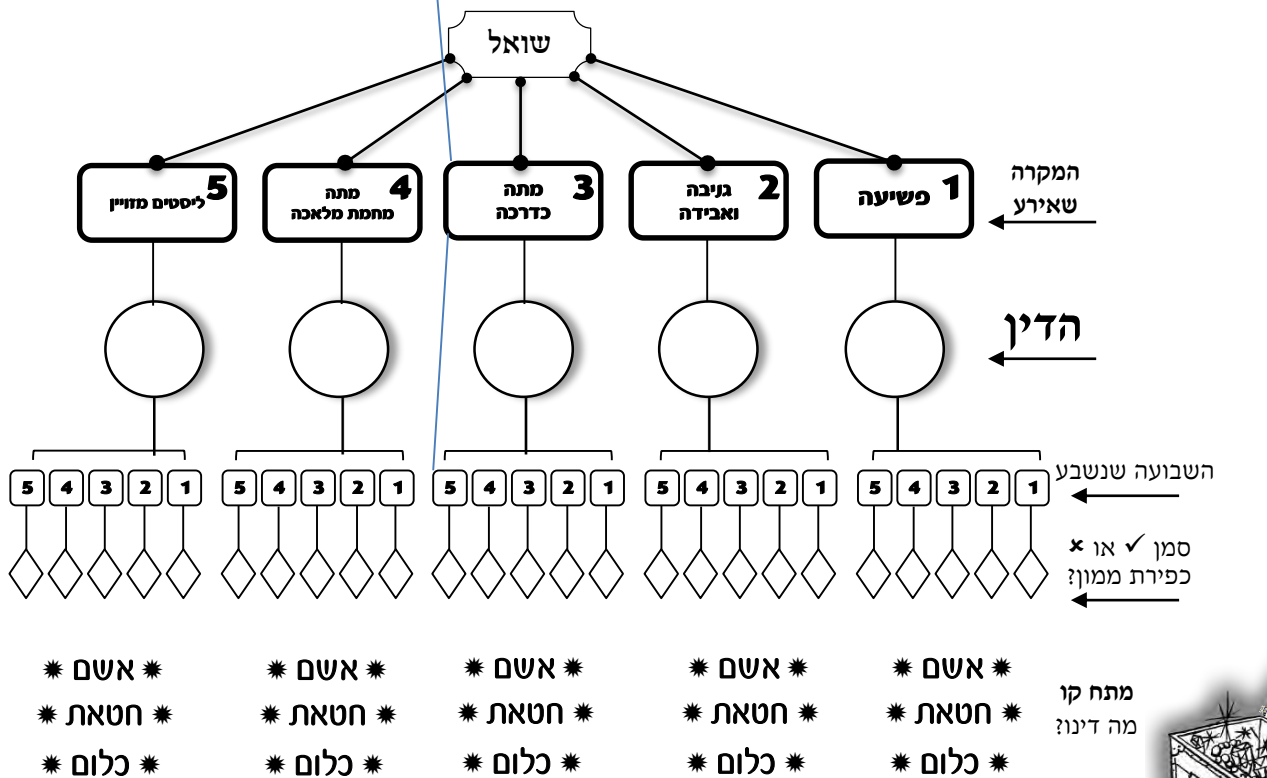 שואל
המקרה
שאירע
1 פשיעה
2 גניבה
ואבידה
3 מתה
כדרכה
4 מתה
מחמת מלאכה
5 ליסטים מזויין
הדין
השבועה שנשבע
1 2 3 4 5
1 2 3 4 5
1 2 3 4 5
1 2 3 4 5
1 2 3 4 5
סמן ✓ או ✖
כפירת ממון?
מתח קו
מה דינו?
✹ אשם ✹
✹ חטאת ✹
✹ כלום ✹
✹ אשם ✹
✹ חטאת ✹
✹ כלום ✹
✹ אשם ✹
✹ חטאת ✹
✹ כלום ✹
✹ אשם ✹
✹ חטאת ✹
✹ כלום ✹
✹ אשם ✹
✹ חטאת ✹
✹ כלום ✹